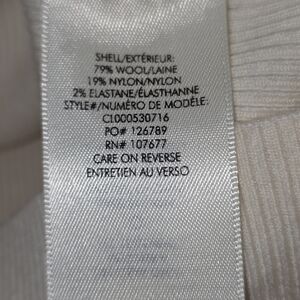 SHELL/EXTÉRIEUR:
79% WOOL/LAINE
19% NYLON/NYLON
2% ELASTANE/ÉLASTHANNE
STYLE#/NUMÉRO DE MODÈLE:
CL000530716
PO# 126789
RN# 107677
CARE ON REVERSE
ENTRETIEN AU VERSO